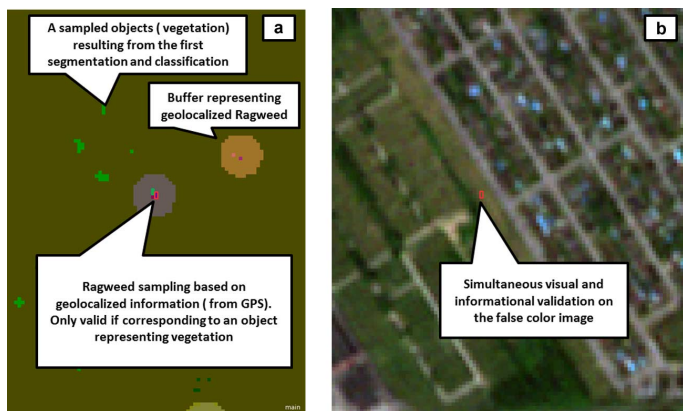 A sampled objects ( vegetation)
resulting from the first
segmentation and classification
a
Buffer representing
geolocalized Ragweed
Ragweed sampling based on
geolocalized information ( from GPS).
Only valid if corresponding to an object
representing vegetation
main
b
Simultaneous visual and
informational validation on
the false color image